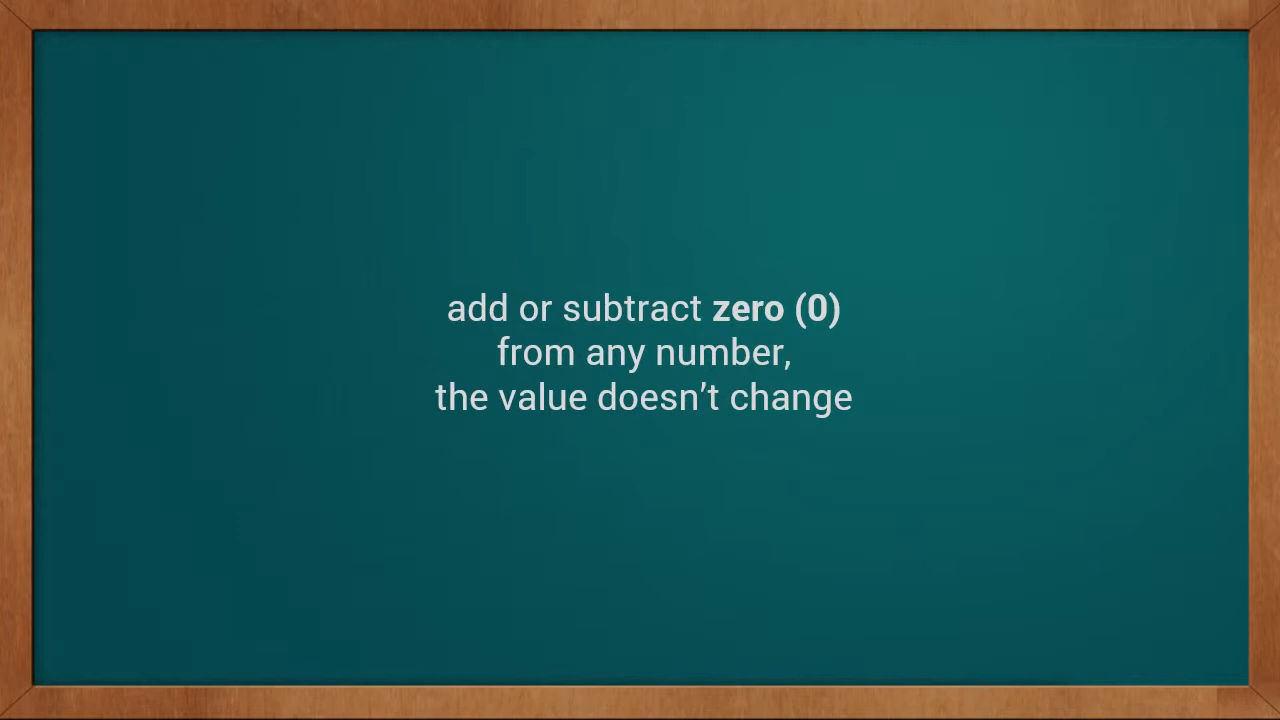 add or subtract zero (0)
from any number,
the value doesn’t change